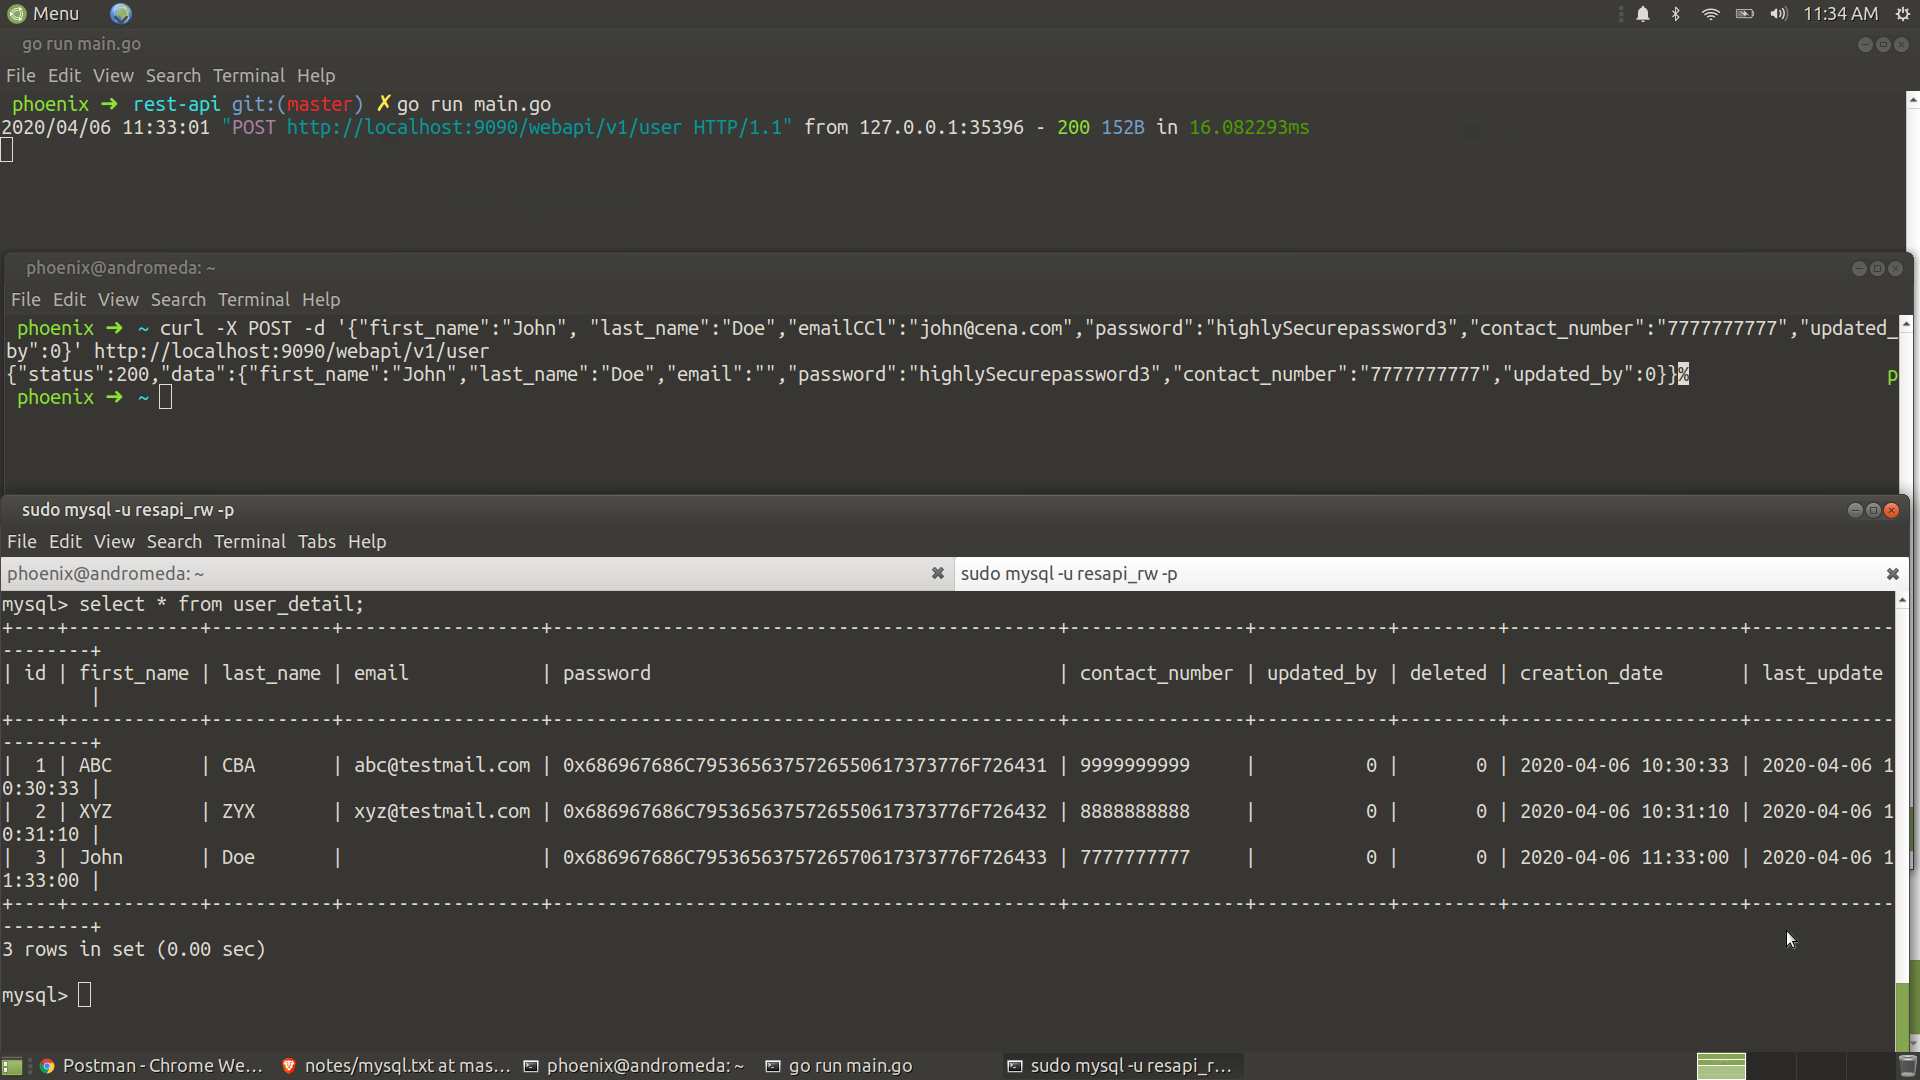 Menu
11:34 AM
go run main.go
File Edit View Search Terminal Help
phoenix ➜ rest-api git:(master) ✗ go run main.go
2020/04/06 11:33:01 "POST http://localhost:9090/webapi/v1/user HTTP/1.1" from 127.0.0.1:35396 - 200 152B in 16.082293ms
phoenix@andromeda: ~
File Edit View Search Terminal Help
phoenix ➜ ~ curl -X POST -d '{"first_name":"John", "last_name":"Doe","emailCCl":"john@cena.com","password":"highlySecurepassword3","contact_number":"7777777777","updated_
by":0}' http://localhost:9090/webapi/v1/user
{"status":200,"data":{"first_name":"John","last_name":"Doe","email":"","password":"highlySecurepassword3","contact_number":"7777777777","updated_by":0}}% p
phoenix ➜ ~
sudo mysql -u resapi_rw -p
File Edit View Search Terminal Tabs Help
phoenix@andromeda: ~ sudo mysql -u resapi_rw -p
mysql> select * from user_detail;
+----+------------+-----------+-----------------+----------------------------------------------+----------------+------------+---------+---------------------+-------------
--------+
| id | first_name | last_name | email | password | contact_number | updated_by | deleted | creation_date | last_update
|
+----+------------+-----------+-----------------+----------------------------------------------+----------------+------------+---------+---------------------+-------------
--------+
| 1 | ABC | CBA | abc@testmail.com | 0x686967686C79536563757265506173737​76F726431 | 9999999999 | 0 | 0 | 2020-04-06 10:30:33 | 2020-04-06 1
0:30:33 |
| 2 | XYZ | ZYX | xyz@testmail.com | 0x686967686C7953656375726550617373776F726432 | 8888888888 | 0 | 0 | 2020-04-06 10:31:10 | 2020-04-06 1
0:31:10 |
| 3 | John | Doe | | 0x686967686C7953656375726570617373776F726433 | 7777777777 | 0 | 0 | 2020-04-06 11:33:00 | 2020-04-06 1
1:33:00 |
+----+------------+-----------+-----------------+----------------------------------------------+----------------+------------+---------+---------------------+-------------
--------+
3 rows in set (0.00 sec)
mysql>
Postman - Chrome We... notes/mysql.txt at mas... phoenix@andromeda: ~ go run main.go sudo mysql -u resapi_r...